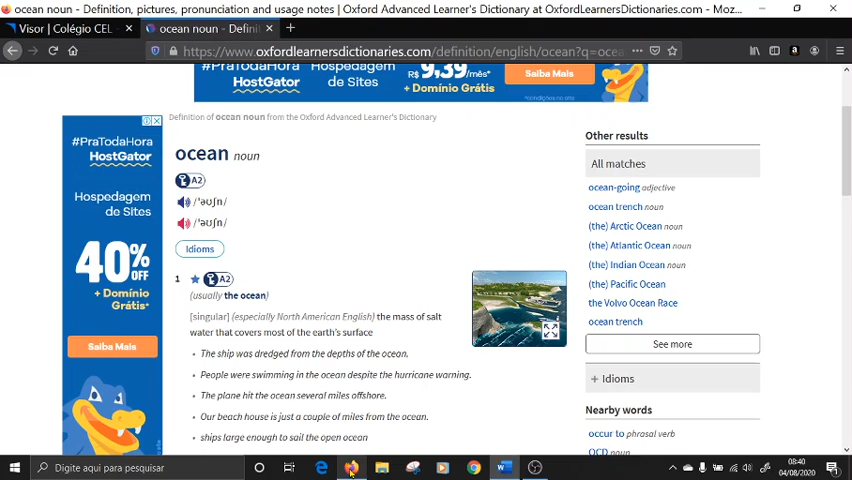 ocean noun - Definition, pictures, pronunciation and usage notes | Oxford Advanced Learner's Dictionary at OxfordLearnersDictionaries.com - M...
Visor | Colégio CEL
ocean noun - Definit
https://www.oxfordlearnersdictionaries.com/definition/english/ocean?q=ocea
#PraTodaHora
HostGator
Hospedagem
de Sites
R$ 9,39/mês*
+ Domínio Grátis*
Saiba Mais
Definition of ocean noun from the Oxford Advanced Learner's Dictionary
#PraTodaHora
HostGator
Hospedagem
de Sites
40% OFF
+ Domínio
Grátis*
Saiba Mais
ocean noun
A2
/ˈəʊʃn/
/ˈəʊʃn/
Idioms
1 A2
(usually the ocean)
[singular] (especially North American English) the mass of salt
water that covers most of the earth's surface
• The ship was dredged from the depths of the ocean.
• People were swimming in the ocean despite the hurricane warning.
• The plane hit the ocean several miles offshore.
• Our beach house is just a couple of miles from the ocean.
• ships large enough to sail the open ocean
Other results
All matches
ocean-going adjective
ocean trench noun
(the) Arctic Ocean noun
(the) Atlantic Ocean noun
(the) Indian Ocean noun
(the) Pacific Ocean
the Volvo Ocean Race
ocean trench
See more
+ Idioms
Nearby words
occur to phrasal verb
OCD noun
Digite aqui para pesquisar
08:40
04/08/2020